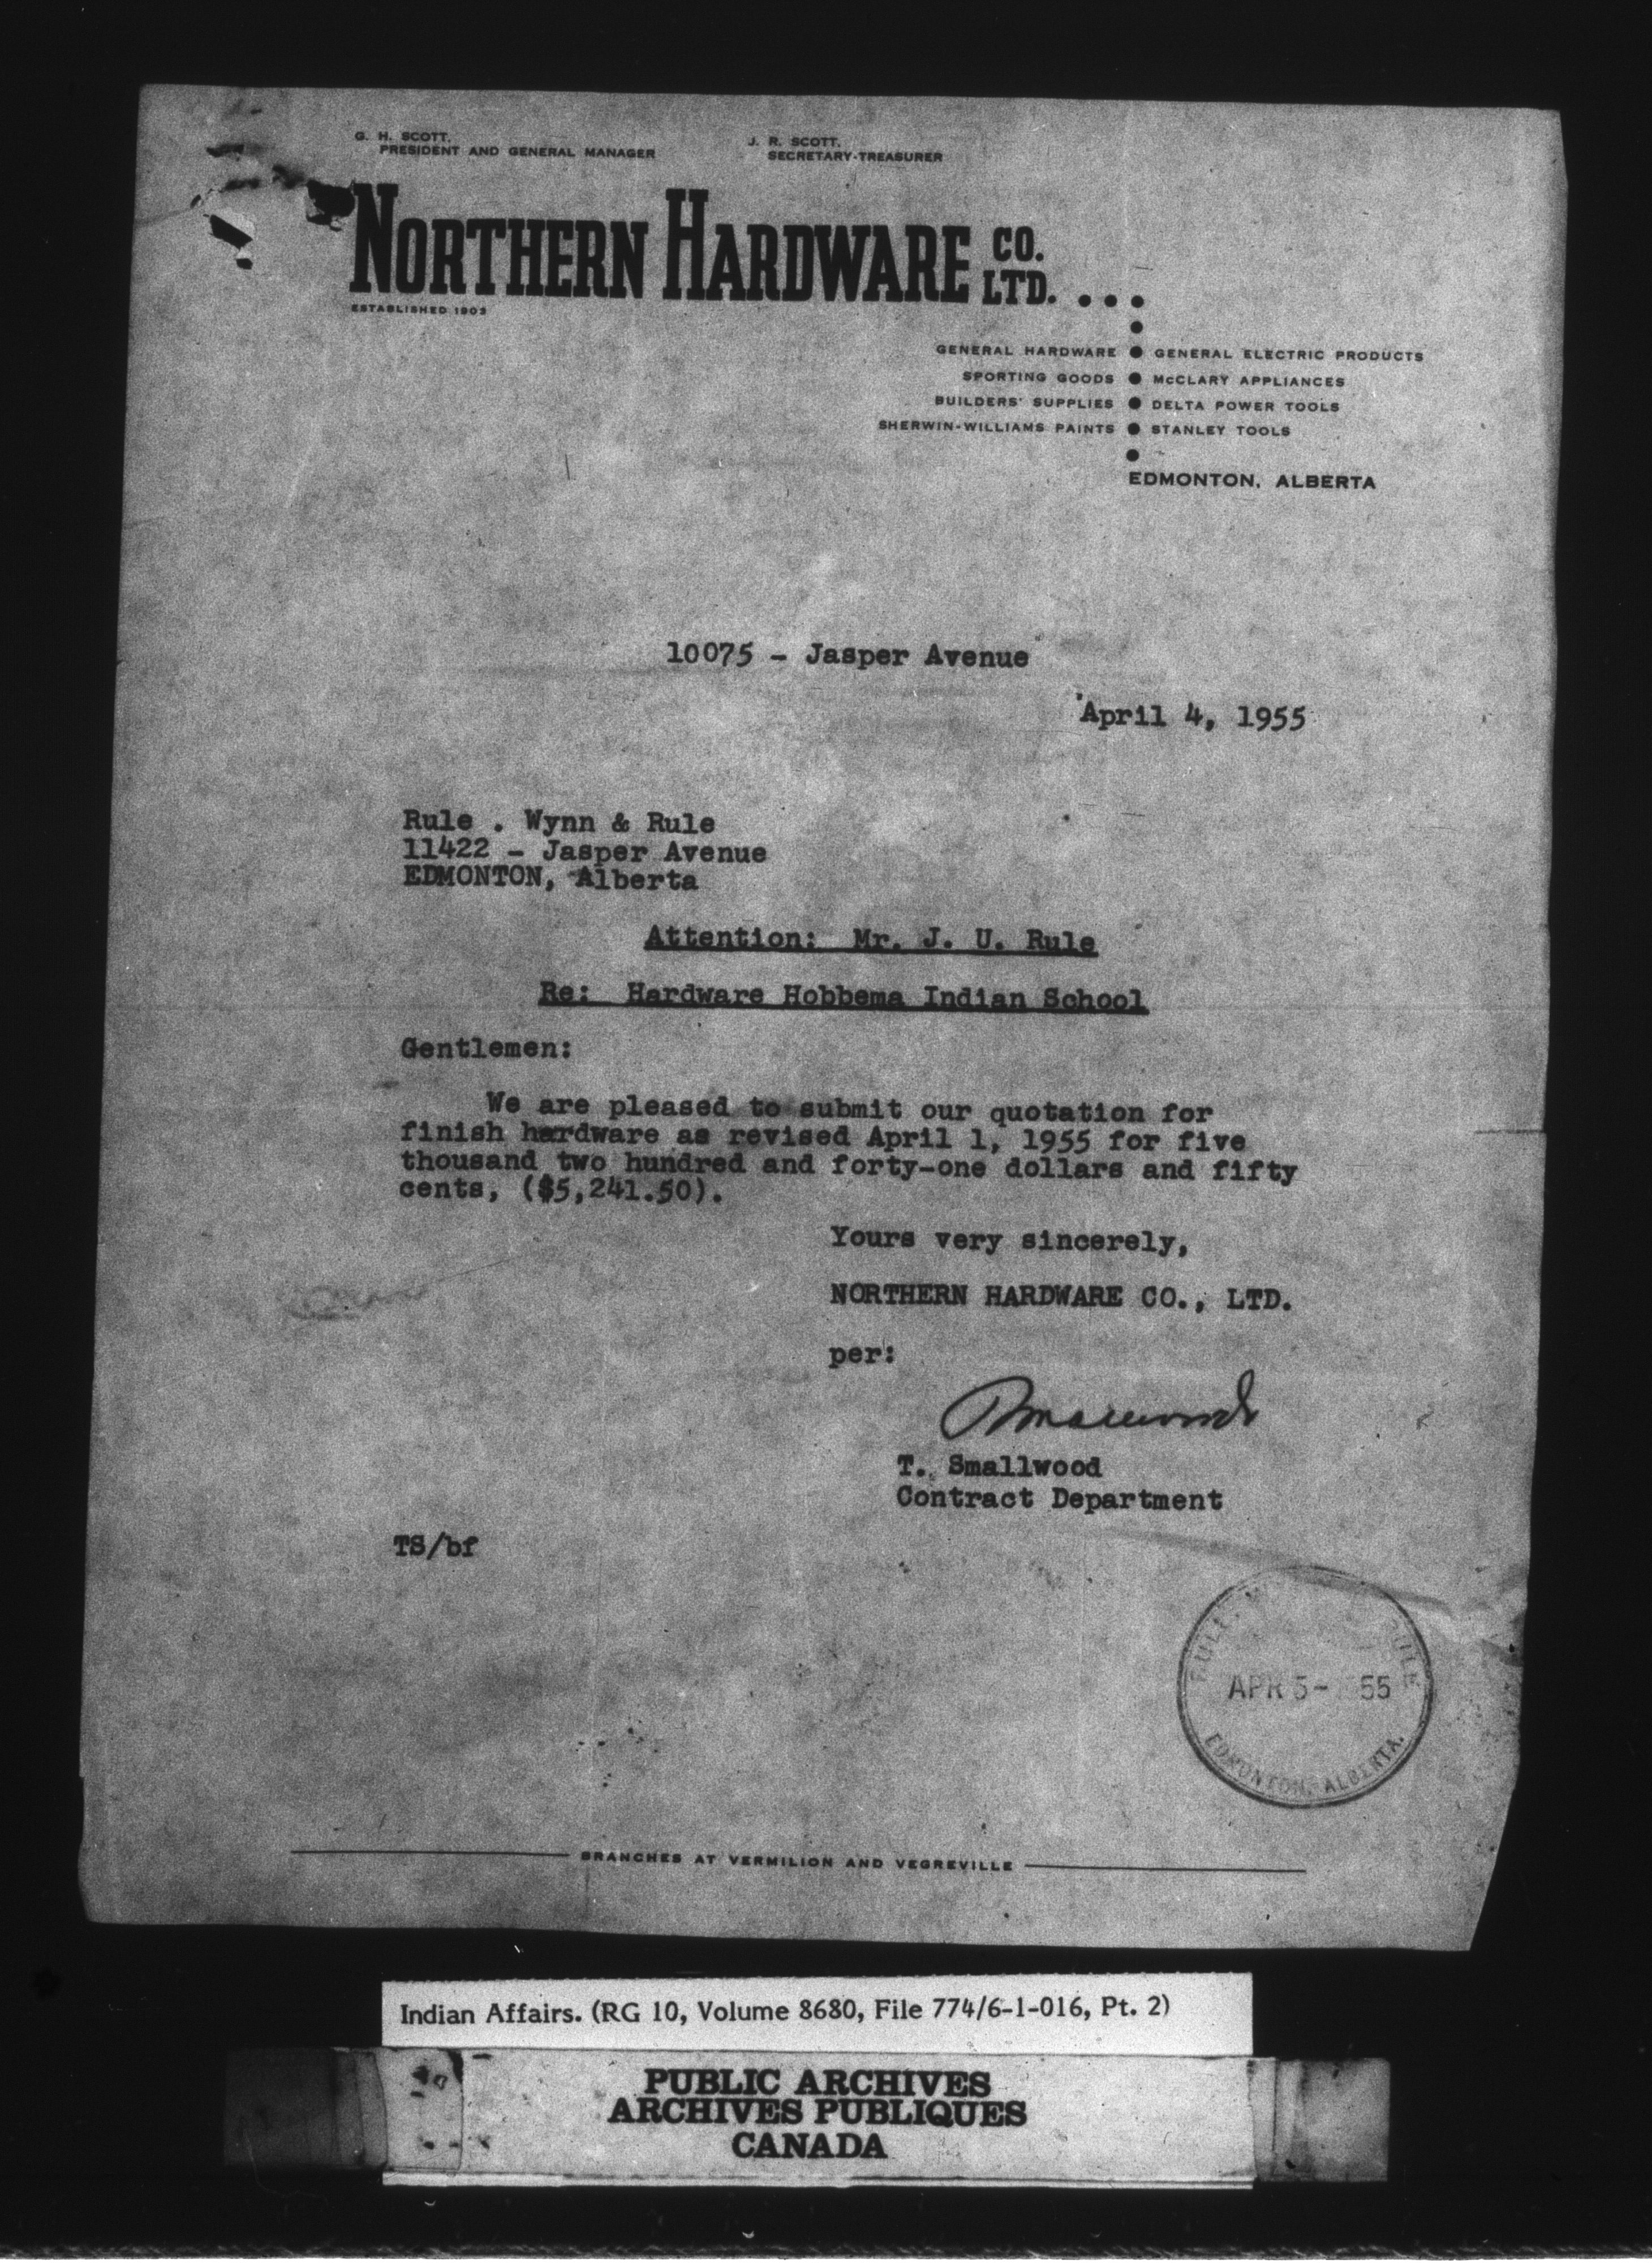 G. H. SCOTT,
PRESIDENT AND GENERAL MANAGER
J. R. SCOTT,
SECRETARY-TREASURER
NORTHERN HARDWARE CO. LTD. ...
ESTABLISHED 1903
GENERAL HARDWARE ● GENERAL ELECTRIC PRODUCTS
SPORTING GOODS ● McCLARY APPLIANCES
BUILDERS' SUPPLIES ● DELTA POWER TOOLS
SHERWIN-WILLIAMS PAINTS ● STANLEY TOOLS
EDMONTON, ALBERTA
10075 - Jasper Avenue
April 4, 1955
Rule . Wynn & Rule
11422 - Jasper Avenue
EDMONTON, Alberta
Attention: Mr. J. U. Rule
Re: Hardware Hobbema Indian School
Gentlemen:
We are pleased to submit our quotation for
finish hardware as revised April 1, 1955 for five
thousand two hundred and forty-one dollars and fifty
cents, ($5,241.50).
Yours very sincerely,
NORTHERN HARDWARE CO., LTD.
per:
T. Smallwood
Contract Department
TS/bf
RULE
APR 5- 55
EDMONTON, ALBERTA.
BRANCHES AT VERMILION AND VEGREVILLE
Indian Affairs. (RG 10, Volume 8680, File 774/6-1-016, Pt. 2)
PUBLIC ARCHIVES
ARCHIVES PUBLIQUES
CANADA